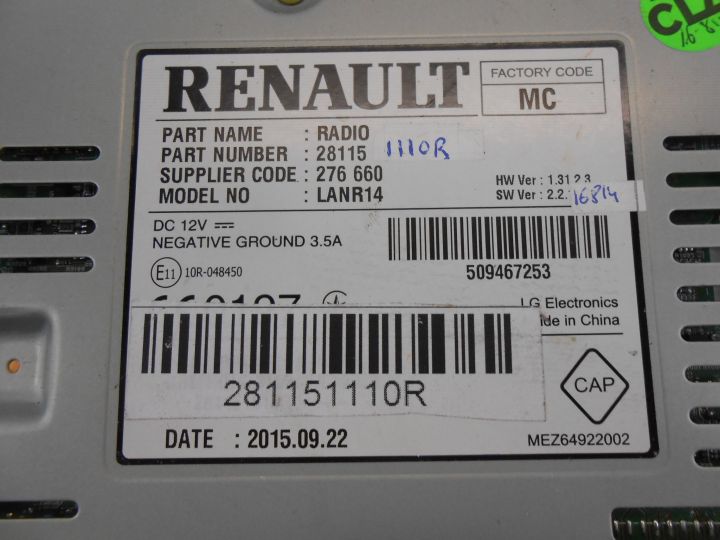 RENAULT
FACTORY CODE
MC
PART NAME : RADIO
PART NUMBER : 28115 1110R
SUPPLIER CODE : 276 660
MODEL NO : LANR14
HW Ver : 1.31.2.3
SW Ver : 2.2. 16814
DC 12V
NEGATIVE GROUND 3.5A
E11 10R-048450
509467253
LG Electronics
de in China
281151110R
CAP
DATE : 2015.09.22
MEZ64922002